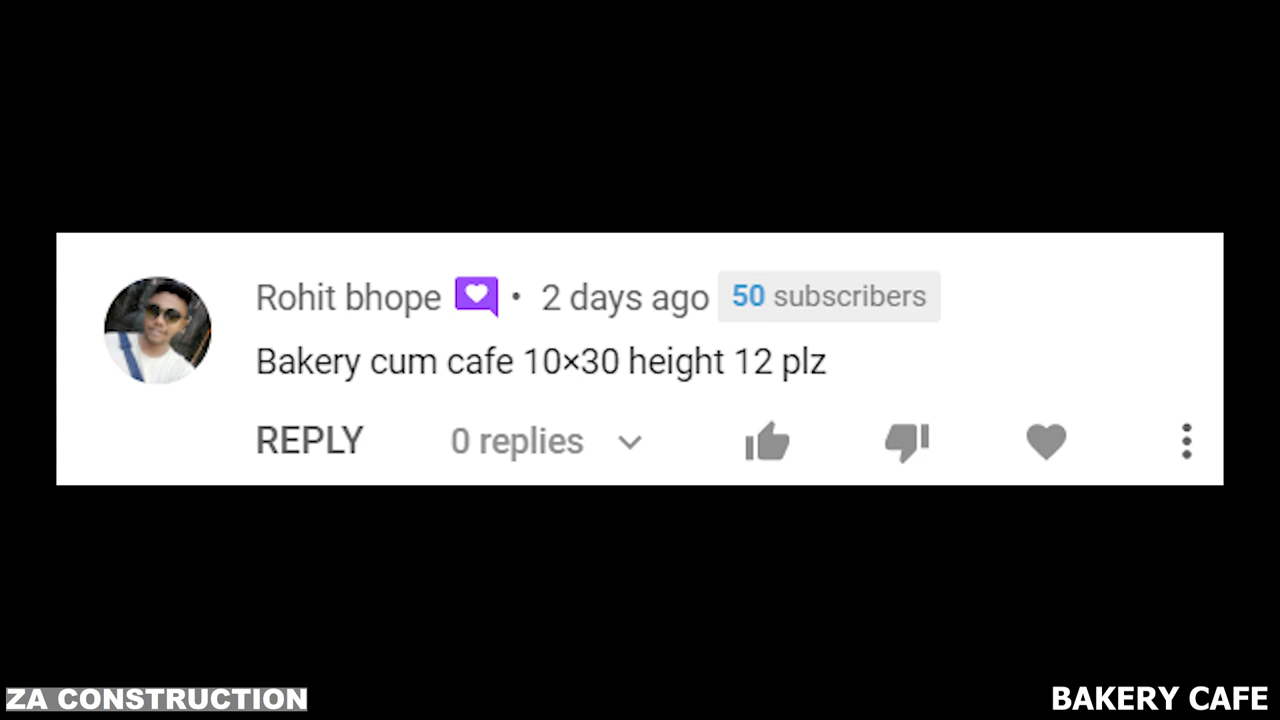 Rohit bhope • 2 days ago 50 subscribers
Bakery cum cafe 10×30 height 12 plz
REPLY 0 replies
ZA CONSTRUCTION BAKERY CAFE